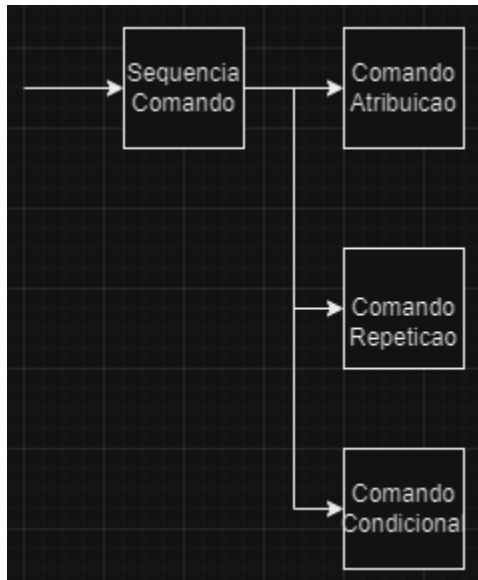 Sequencia
Comando
Comando
Atribuicao
Comando
Repeticao
Comando
Condicional